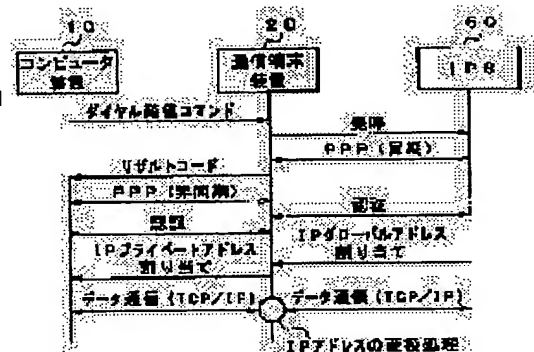 10
20
60
コンピュータ
装置
通信端末
装置
IPS
ダイヤル発信コマンド
発呼
PPP(同期)
リザルトコード
PPP(非同期)
認証
認証
IPグローバルアドレス
割り当て
IPプライベートアドレス
割り当て
データ通信(TCP/IP)
データ通信(TCP/IP)
IPアドレスの変換処理